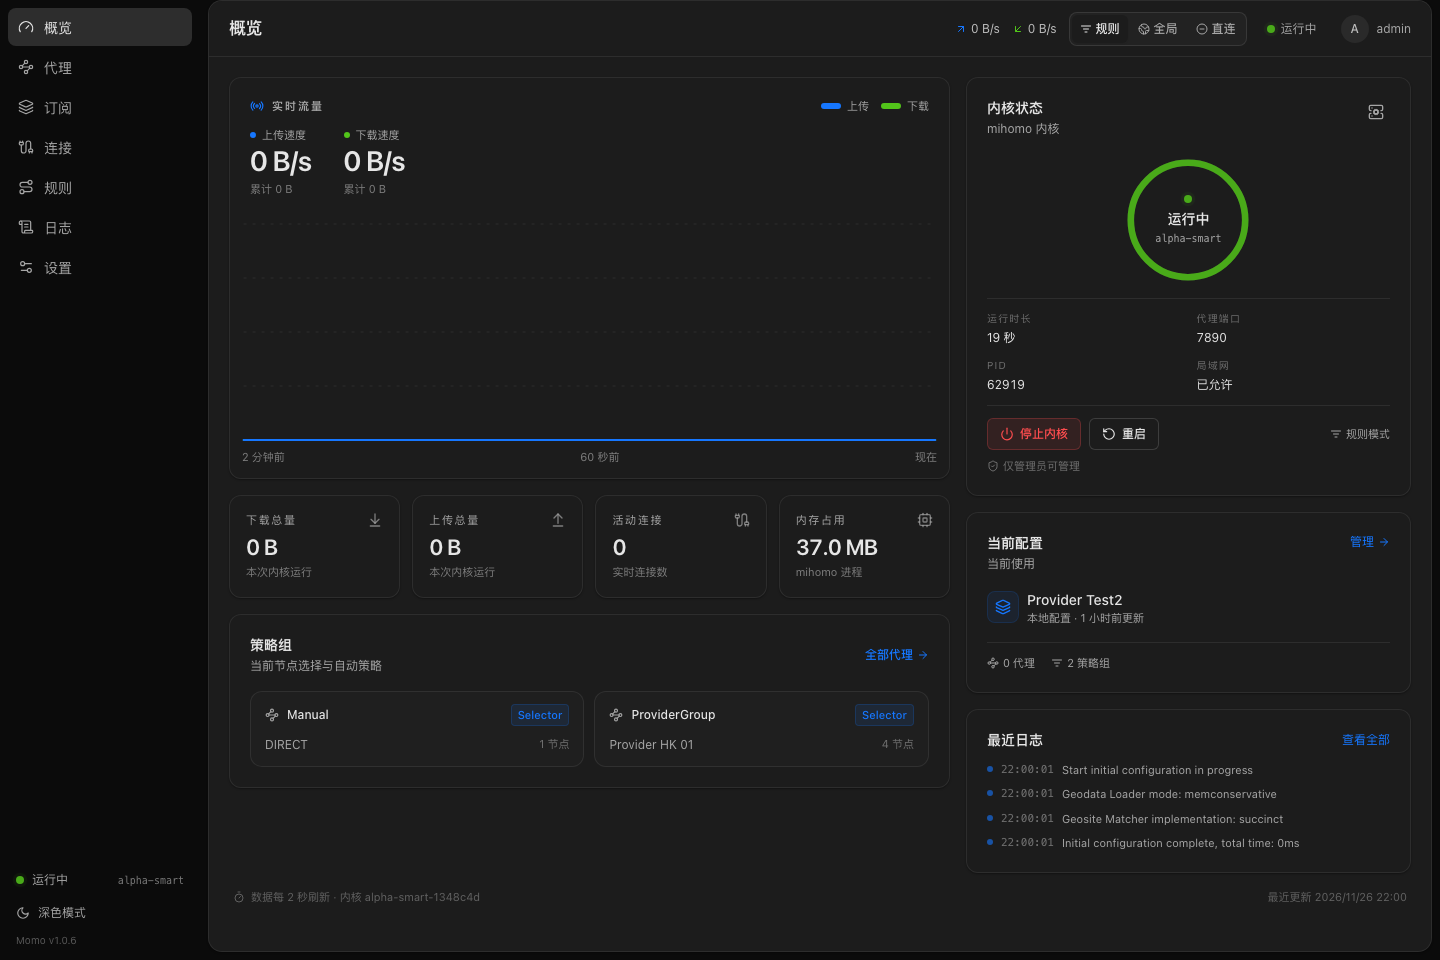 概览
代理
订阅
连接
规则
日志
设置
运行中 alpha-smart
深色模式
Momo v1.0.6
概览
0 B/s 0 B/s 规则 全局 直连 运行中 A admin
实时流量 上传 下载
上传速度 下载速度
0 B/s 0 B/s
累计 0 B 累计 0 B
2 分钟前 60 秒前 现在
下载总量
0 B
本次内核运行
上传总量
0 B
本次内核运行
活动连接
0
实时连接数
内存占用
37.0 MB
mihomo 进程
策略组
当前节点选择与自动策略
全部代理
Manual Selector
DIRECT 1 节点
ProviderGroup Selector
Provider HK 01 4 节点
内核状态
mihomo 内核
运行中
alpha-smart
运行时长 代理端口
19 秒 7890
PID 局域网
62919 已允许
停止内核 重启 规则模式
仅管理员可管理
当前配置 管理
当前使用
Provider Test2
本地配置 · 1 小时前更新
0 代理 2 策略组
最近日志 查看全部
22:00:01 Start initial configuration in progress
22:00:01 Geodata Loader mode: memconservative
22:00:01 Geosite Matcher implementation: succinct
22:00:01 Initial configuration complete, total time: 0ms
数据每 2 秒刷新 · 内核 alpha-smart-1348c4d 最近更新 2026/11/26 22:00